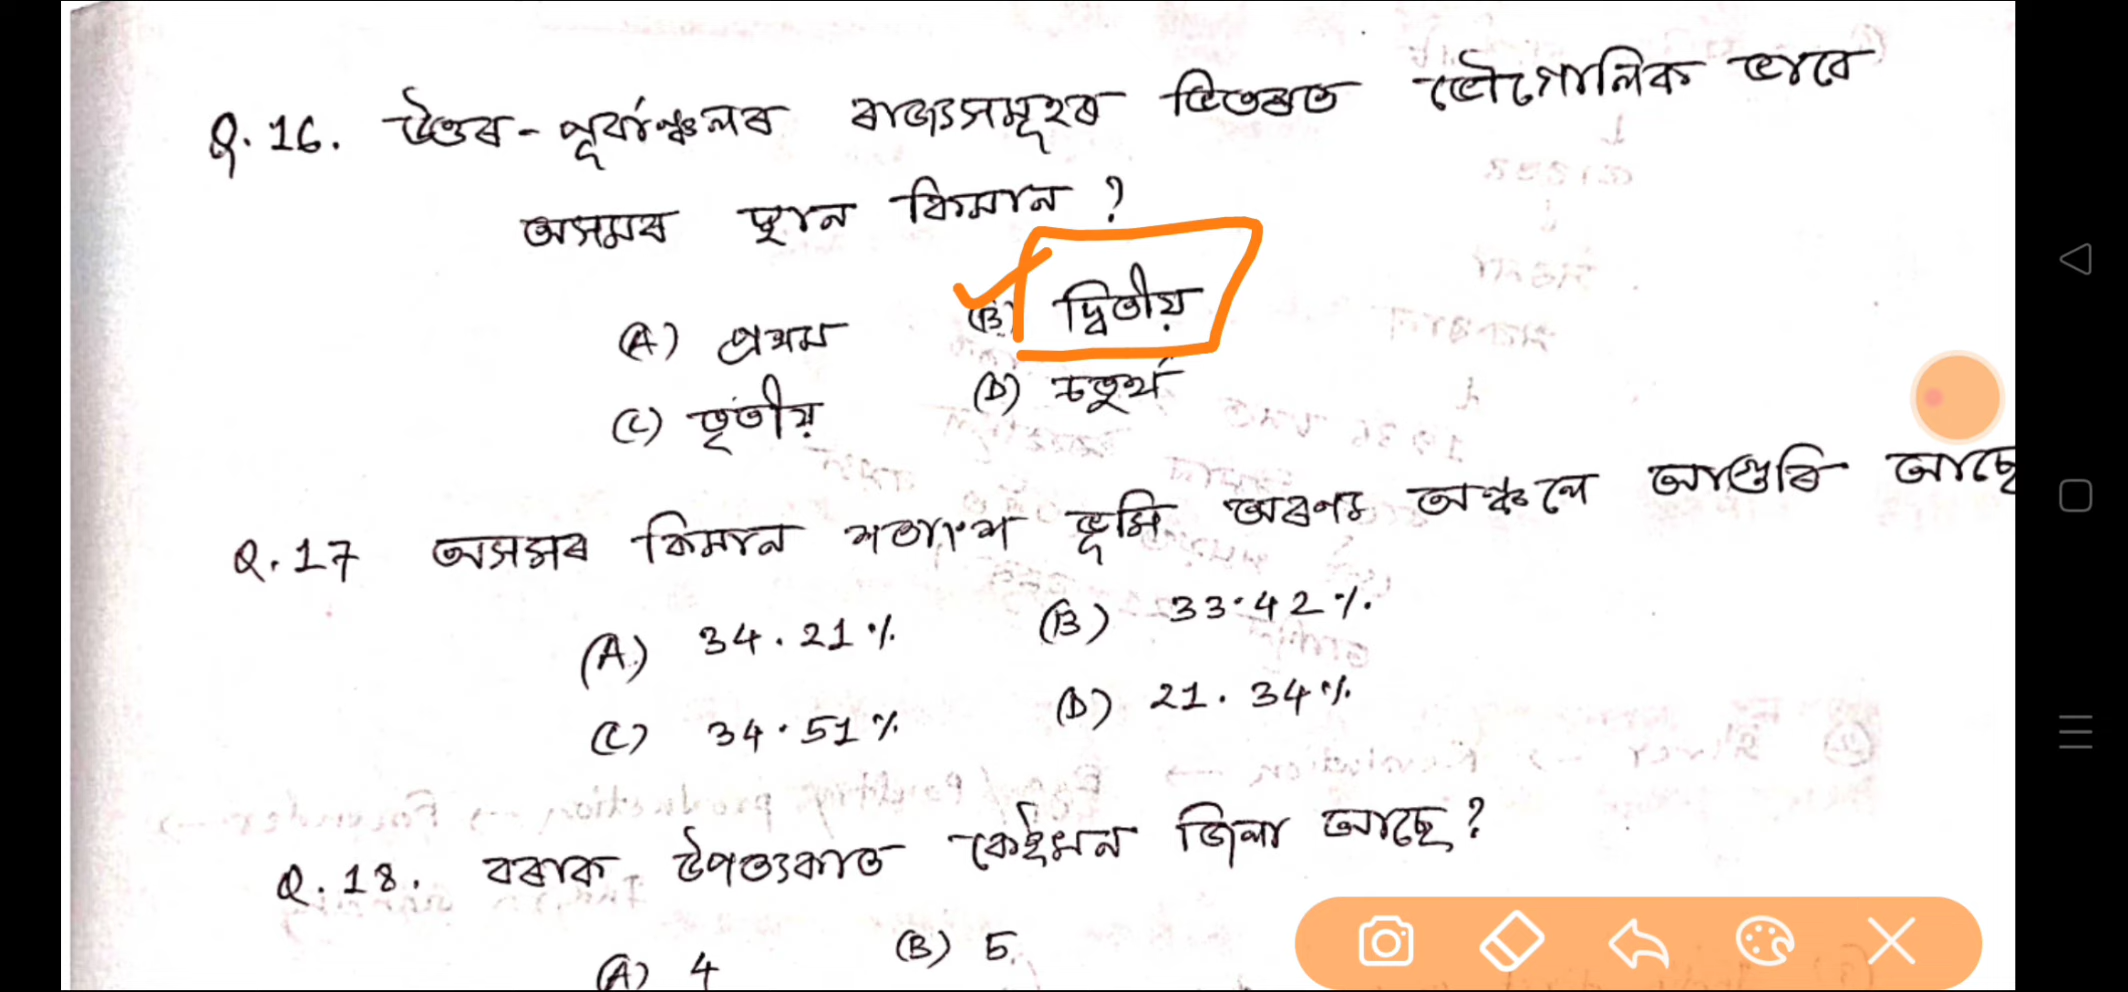 Q.16. উত্তৰ-পূৰ্বাঞ্চলৰ ৰাজ্যসমূহৰ ভিতৰত ভৌগোলিক ভাবে
অসমৰ স্থান কিমান ?
(A) প্ৰথম (B) দ্বিতীয়
(C) তৃতীয় (D) চতুৰ্থ
Q.17 অসমৰ কিমান শতাংশ ভূমি অৰণ্য অঞ্চলে আগুৰি আছে
(A) 34.21% (B) 33.42%
(C) 34.51% (D) 21.34%
Q.18. বৰাক উপত্যকাত কেইখন জিলা আছে?
(A) 4 (B) 5